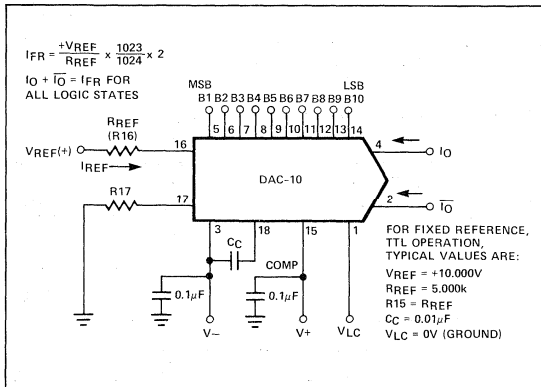 IFR = +VREF / RREF x 1023 / 1024 x 2
IO + IO = IFR FOR
ALL LOGIC STATES
MSB LSB
B1 B2 B3 B4 B5 B6 B7 B8 B9 B10
5 6 7 8 9 10 11 12 13 14
RREF
(R16)
VREF(+)
IREF
16
4
IO
DAC-10
R17
17
2
IO
3 18 15 1
CC
COMP
0.1μF
0.1μF
V−
V+
VLC
FOR FIXED REFERENCE,
TTL OPERATION,
TYPICAL VALUES ARE:
VREF = +10.000V
RREF = 5.000k
R15 = RREF
CC = 0.01μF
VLC = 0V (GROUND)